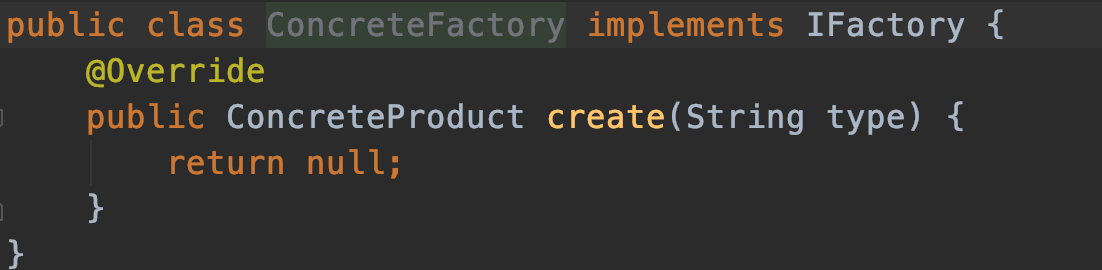 public class ConcreteFactory implements IFactory {
@Override
public ConcreteProduct create(String type) {
return null;
}
}